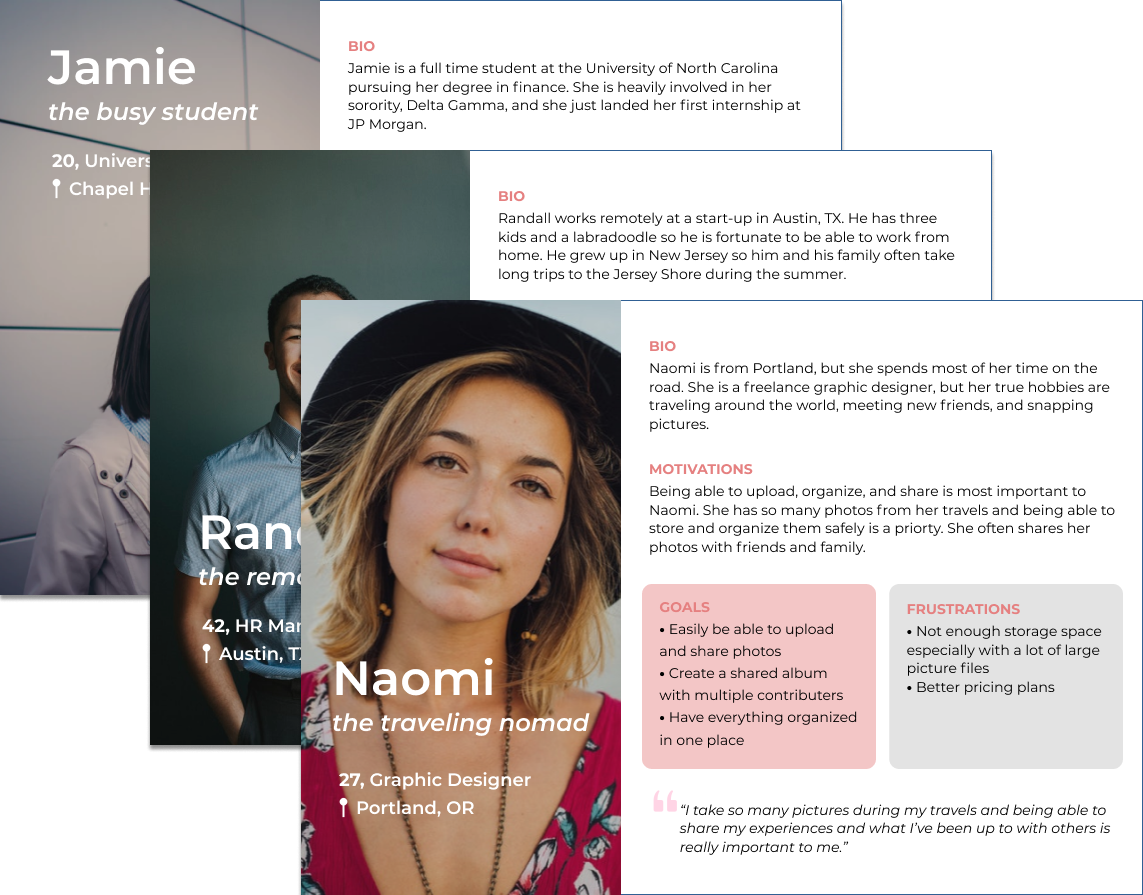 Jamie
the busy student
20,
Chapel
BIO
Jamie is a full time student at the University of North Carolina
pursuing her degree in finance. She is heavily involved in her
sorority, Delta Gamma, and she just landed her first internship at
JP Morgan.
the
42, HR
Austin,
BIO
Randall works remotely at a start-up in Austin, TX. He has three
kids and a labradoodle so he is fortunate to be able to work from
home. He grew up in New Jersey so him and his family often take
long trips to the Jersey Shore during the summer.
Naomi
the traveling nomad
27, Graphic Designer
Portland, OR
BIO
Naomi is from Portland, but she spends most of her time on the
road. She is a freelance graphic designer, but her true hobbies are
traveling around the world, meeting new friends, and snapping
pictures.
MOTIVATIONS
Being able to upload, organize, and share is most important to
Naomi. She has so many photos from her travels and being able to
store and organize them safely is a priorty. She often shares her
photos with friends and family.
GOALS
• Easily be able to upload
and share photos
• Create a shared album
with multiple contributers
• Have everything organized
in one place
FRUSTRATIONS
• Not enough storage space
especially with a lot of large
picture files
• Better pricing plans
“I take so many pictures during my travels and being able to
share my experiences and what I’ve been up to with others is
really important to me.”